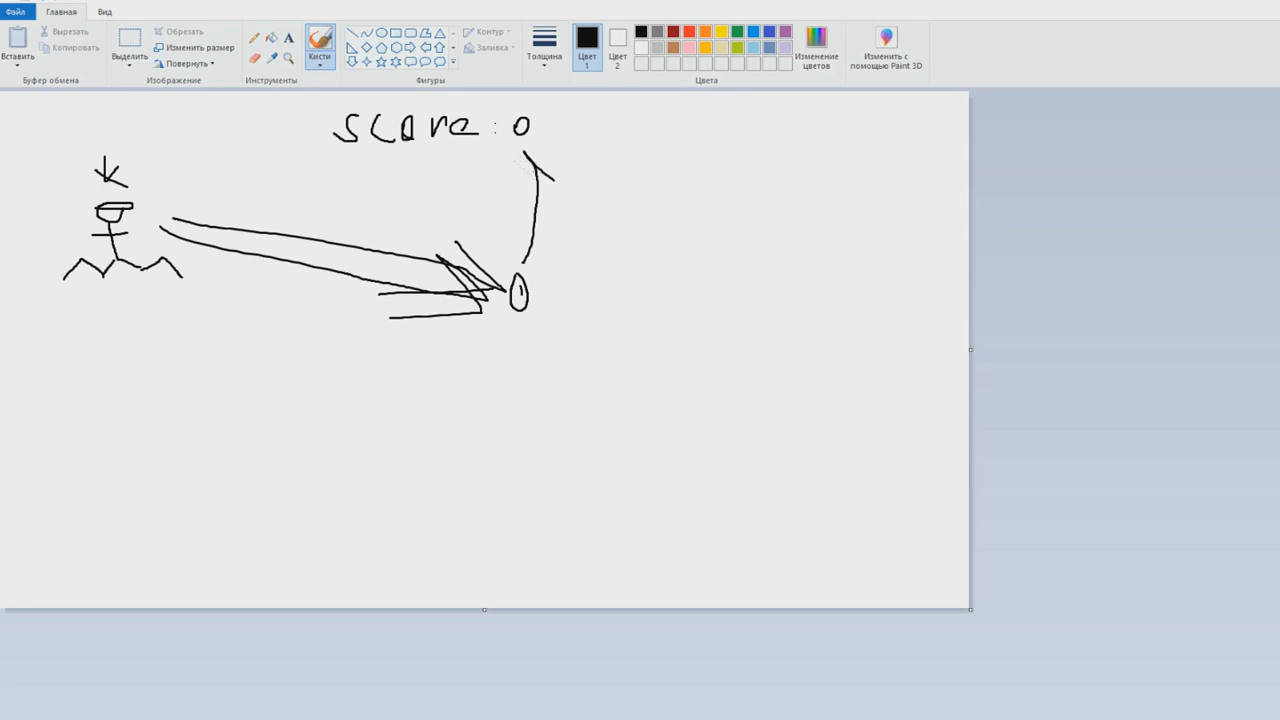 Файл Главная Вид
Вставить
Вырезать
Копировать
Буфер обмена
Выделить
Обрезать
Изменить размер
Повернуть
Изображение
A
Инструменты
Кисти
Контур
Заливка
Фигуры
Толщина
Цвет 1
Цвет 2
Изменение цветов
Цвета
Изменить с помощью Paint 3D
Score: 0